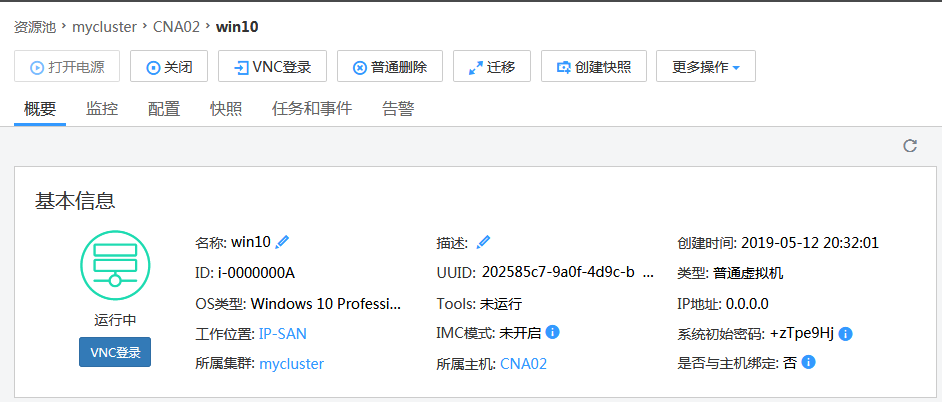 资源池 > mycluster > CNA02 > win10
打开电源 关闭 VNC登录 普通删除 迁移 创建快照 更多操作
概要 监控 配置 快照 任务和事件 告警
基本信息
名称: win10 描述: 创建时间: 2019-05-12 20:32:01
ID: i-0000000A UUID: 202585c7-9a0f-4d9c-b ... 类型: 普通虚拟机
OS类型: Windows 10 Professi... Tools: 未运行 IP地址: 0.0.0.0
运行中
工作位置: IP-SAN IMC模式: 未开启 系统初始密码: +zTpe9Hj
VNC登录
所属集群: mycluster 所属主机: CNA02 是否与主机绑定: 否